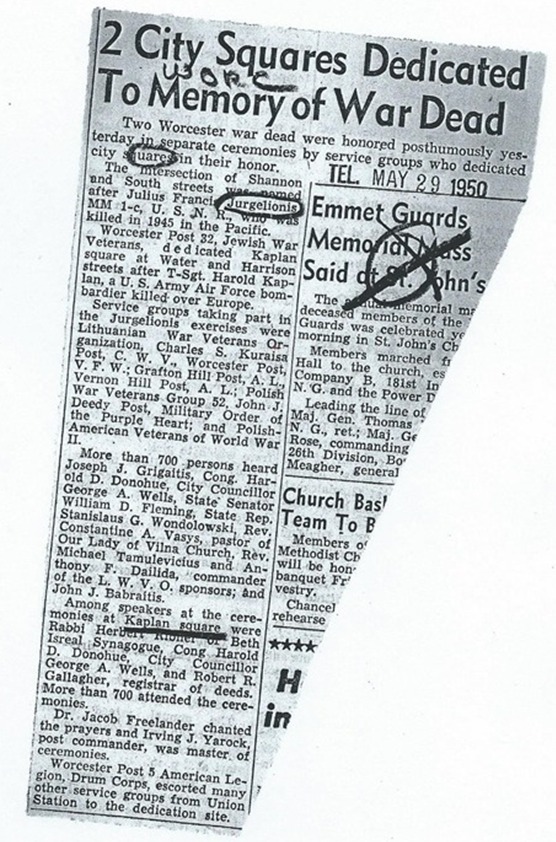 2 City Squares Dedicated
WORC
To Memory of War Dead
Two Worcester war dead were honored posthumously yes-
terday in separate ceremonies by service groups who dedicated
city squares in their honor.
The intersection of Shannon
and South streets was named
after Julius Franci Jurgelionis
MM 1-c, U. S. N. R., who was
killed in 1945 in the Pacific.
Worcester Post 32, Jewish War
Veterans, dedicated Kaplan
square at Water and Harrison
streets after T-Sgt. Harold Kap-
lan, a U. S. Army Air Force bom-
bardier killed over Europe.
Service groups taking part in
the Jurgelionis exercises were
Lithuanian War Veterans Or-
ganization, Charles S. Kuraisa
Post, C. W. V., Worcester Post,
V. F. W.; Grafton Hill Post, A. L.,
Vernon Hill Post, A. L.; Polish
War Veterans Group 52, John J.
Deedy Post, Military Order of
the Purple Heart; and Polish-
American Veterans of World War
II.
More than 700 persons heard
Joseph J. Grigaitis, Cong. Har-
old D. Donohue, City Councillor
George A. Wells, State Senator
William D. Fleming, State Rep.
Stanislaus G. Wondolowski, Rev.
Constantine A. Vasys, pastor of
Our Lady of Vilna Church, Rev.
Michael Tamulevicius and An-
thony F. Dailida, commander
of the L. W. V. O. sponsors; and
John J. Babraitis.
Among speakers at the cere-
monies at Kaplan square were
Rabbi Herbert Ribner of Beth
Isreal Synagogue, Cong Harold
D. Donohue, City Councillor
George A. Wells, and Robert R.
Gallagher, registrar of deeds.
More than 700 attended the cere-
monies.
Dr. Jacob Freelander chanted
the prayers and Irving J. Yarock,
post commander, was master of
ceremonies.
Worcester Post 5 American Le-
gion, Drum Corps, escorted many
other service groups from Union
Station to the dedication site.
TEL. MAY 29 1950
Emmet Guards
Memorial Mass
Said at St. John's
The annual memorial ma
deceased members of the
Guards was celebrated ye
morning in St. John's Ch
Members marched fr
Hall to the church, es
Company B, 181st In
N. G. and the Power D
Leading the line of
Maj. Gen. Thomas
N. G., ret.; Maj. Ge
Rose, commanding
26th Division, Bo
Meagher, general
Church Bas
Team To B
Members o
Methodist Ch
will be hon
banquet Fr
vestry.
Chancel
rehearse
★★★★
H
in